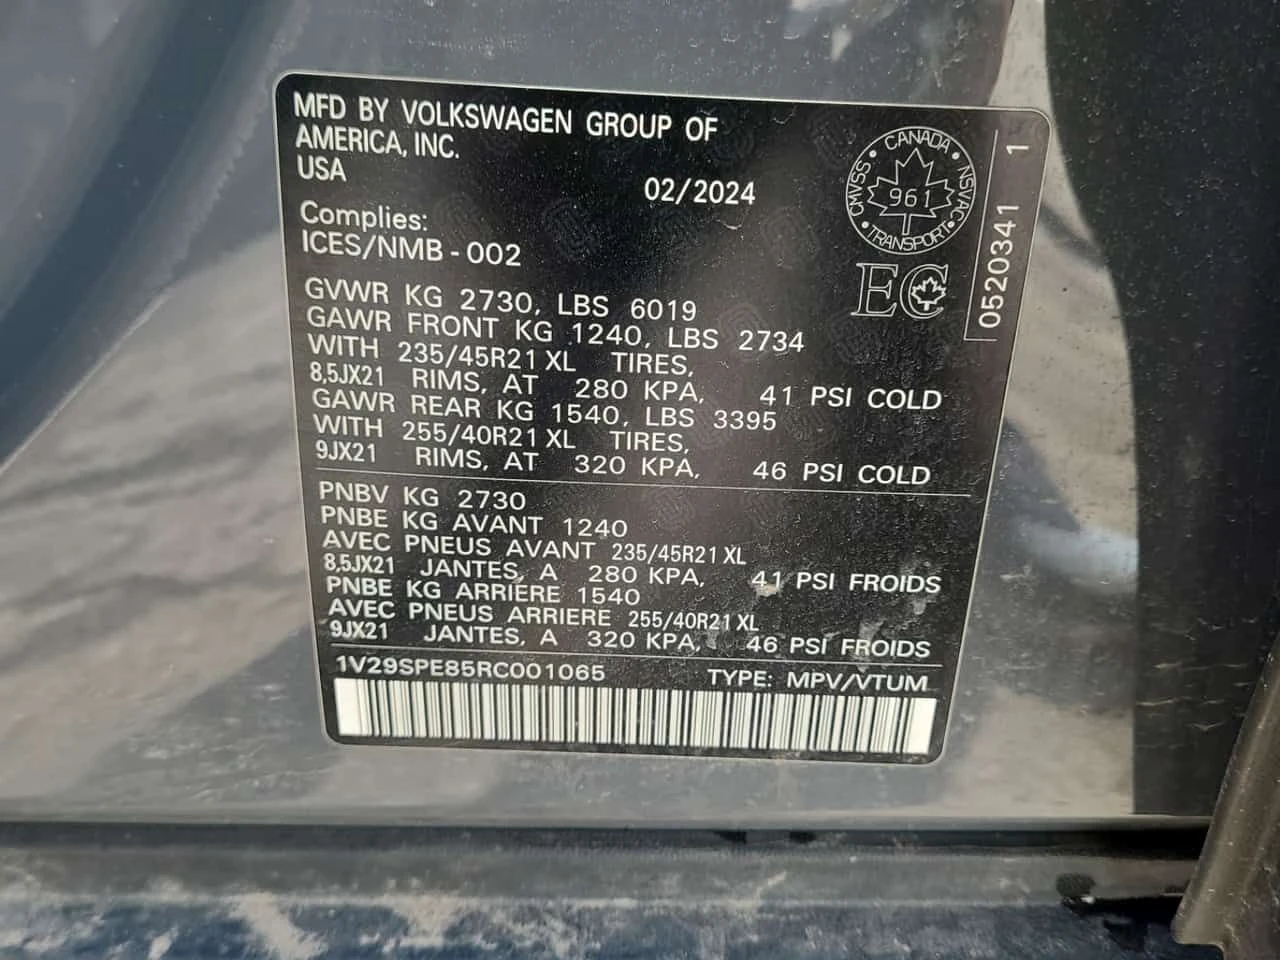 MFD BY VOLKSWAGEN GROUP OF
AMERICA, INC.
USA
02/2024
CANADA
CMVSS
NSVAC
961
TRANSPORT
EC
0520341 1
Complies:
ICES/NMB-002
GVWR KG 2730, LBS 6019
GAWR FRONT KG 1240, LBS 2734
WITH 235/45R21 XL TIRES,
8,5JX21 RIMS, AT 280 KPA, 41 PSI COLD
GAWR REAR KG 1540, LBS 3395
WITH 255/40R21 XL TIRES,
9JX21 RIMS, AT 320 KPA, 46 PSI COLD
PNBV KG 2730
PNBE KG AVANT 1240
AVEC PNEUS AVANT 235/45R21 XL
8,5JX21 JANTES, A 280 KPA, 41 PSI FROIDS
PNBE KG ARRIERE 1540
AVEC PNEUS ARRIERE 255/40R21 XL
9JX21 JANTES, A 320 KPA, 46 PSI FROIDS
1V29SPE85RC001065 TYPE: MPV/VTUM